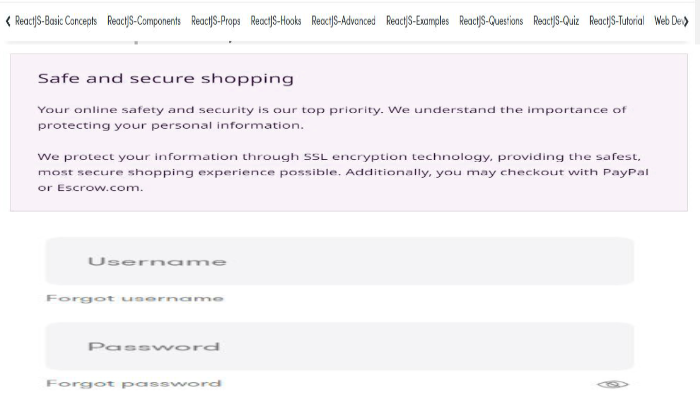 ReactJS-Basic Concepts ReactJS-Components ReactJS-Props ReactJS-Hooks ReactJS-Advanced ReactJS-Examples ReactJS-Questions ReactJS-Quiz ReactJS-Tutorial Web Dev
Safe and secure shopping
Your online safety and security is our top priority. We understand the importance of
protecting your personal information.
We protect your information through SSL encryption technology, providing the safest,
most secure shopping experience possible. Additionally, you may checkout with PayPal
or Escrow.com.
Username
Forgot username
Password
Forgot password